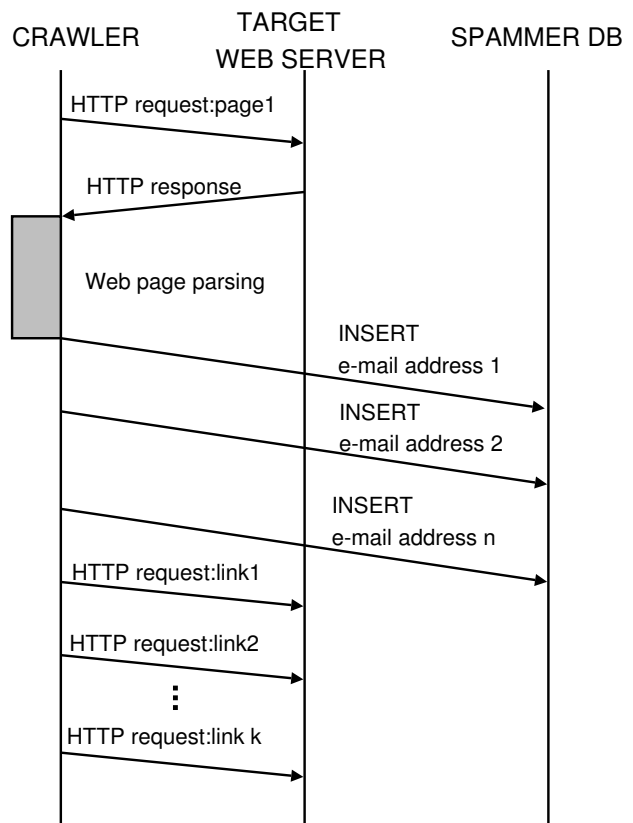 CRAWLER
TARGET
WEB SERVER
SPAMMER DB
HTTP request:page1
HTTP response
Web page parsing
INSERT
e-mail address 1
INSERT
e-mail address 2
INSERT
e-mail address n
HTTP request:link1
HTTP request:link2
⋮
HTTP request:link k